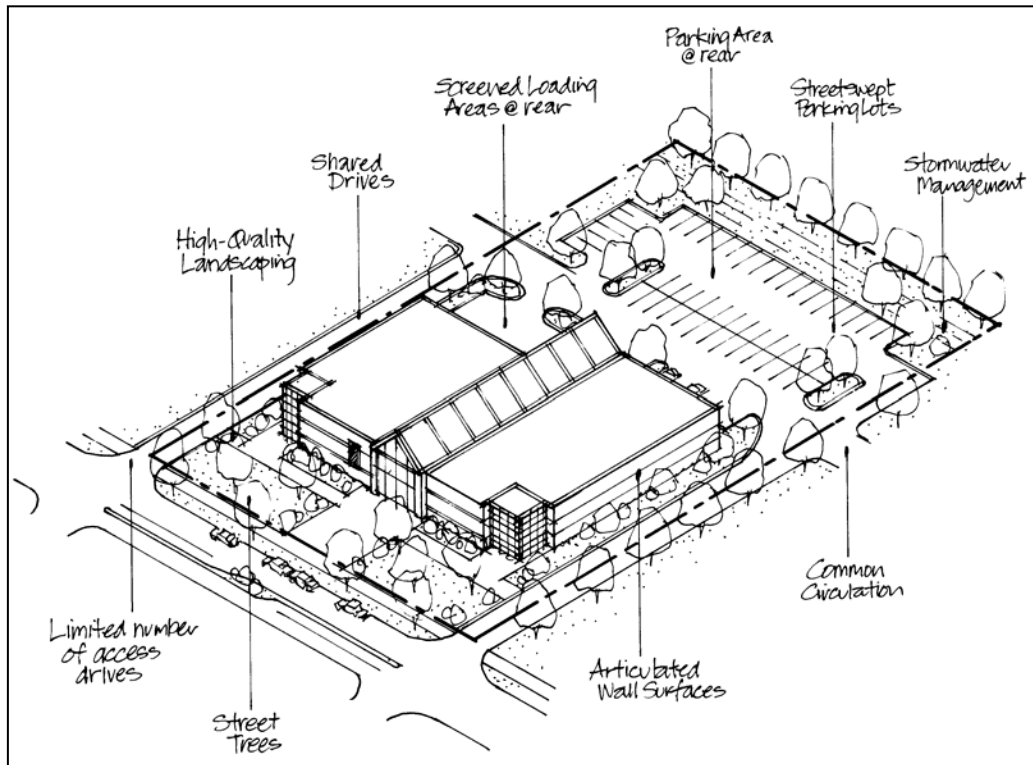 Parking Area
@ rear
Screened Loading
Areas @ rear
Streetswept
Parking Lots
Shared
Drives
Stormwater
Management
High-Quality
Landscaping
Common
Circulation
Limited number
of access
drives
Articulated
Wall Surfaces
Street
Trees